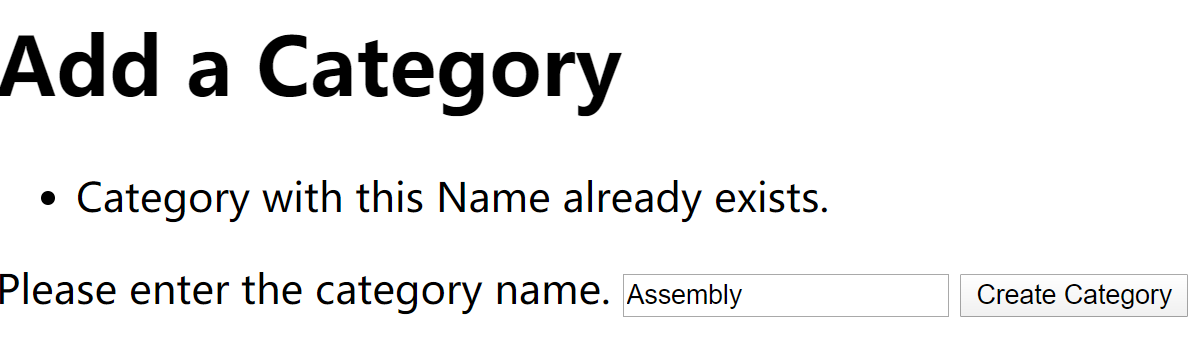 Add a Category
• Category with this Name already exists.
Please enter the category name. Assembly Create Category